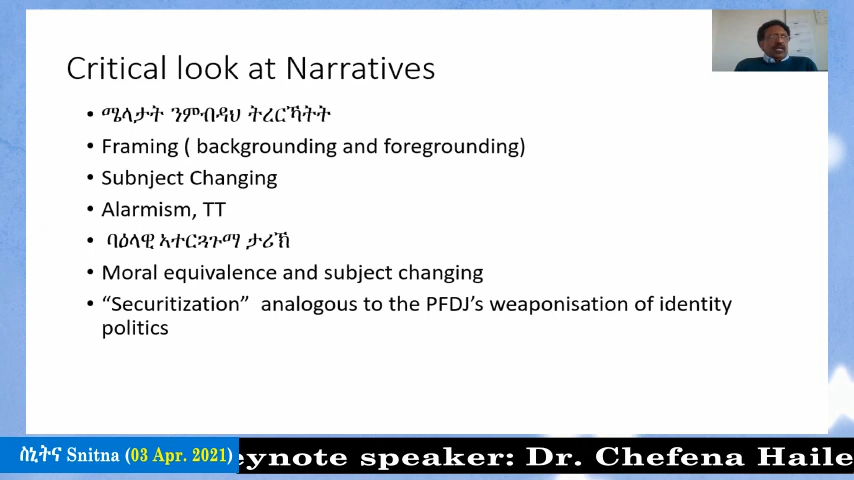 Critical look at Narratives
• ሜላታት ንምብዳህ ትረርኻትት
• Framing ( backgrounding and foregrounding)
• Subnject Changing
• Alarmism, TT
• ባዕላዊ ኣተርጓጉማ ታሪኽ
• Moral equivalence and subject changing
• “Securitization” analogous to the PFDJ’s weaponisation of identity
politics
ስኒትና Snitna (03 Apr. 2021) eynote speaker: Dr. Chefena Haile